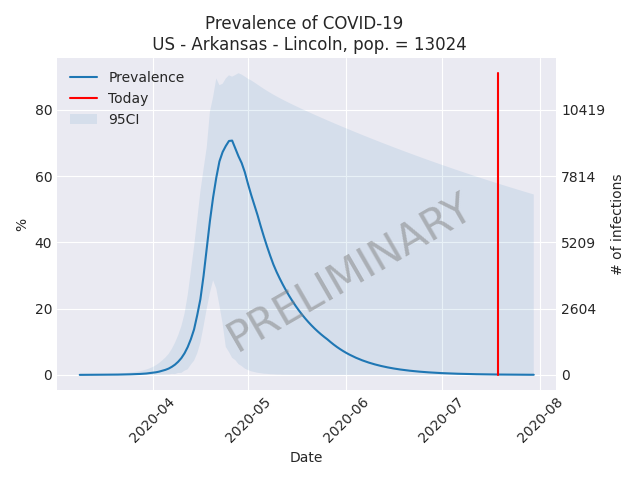 Prevalence of COVID-19
US - Arkansas - Lincoln, pop. = 13024
Prevalence
Today
95CI
80
60
40
20
0
%
10419
7814
5209
2604
0
# of infections
PRELIMINARY
2020-04
2020-05
2020-06
2020-07
2020-08
Date